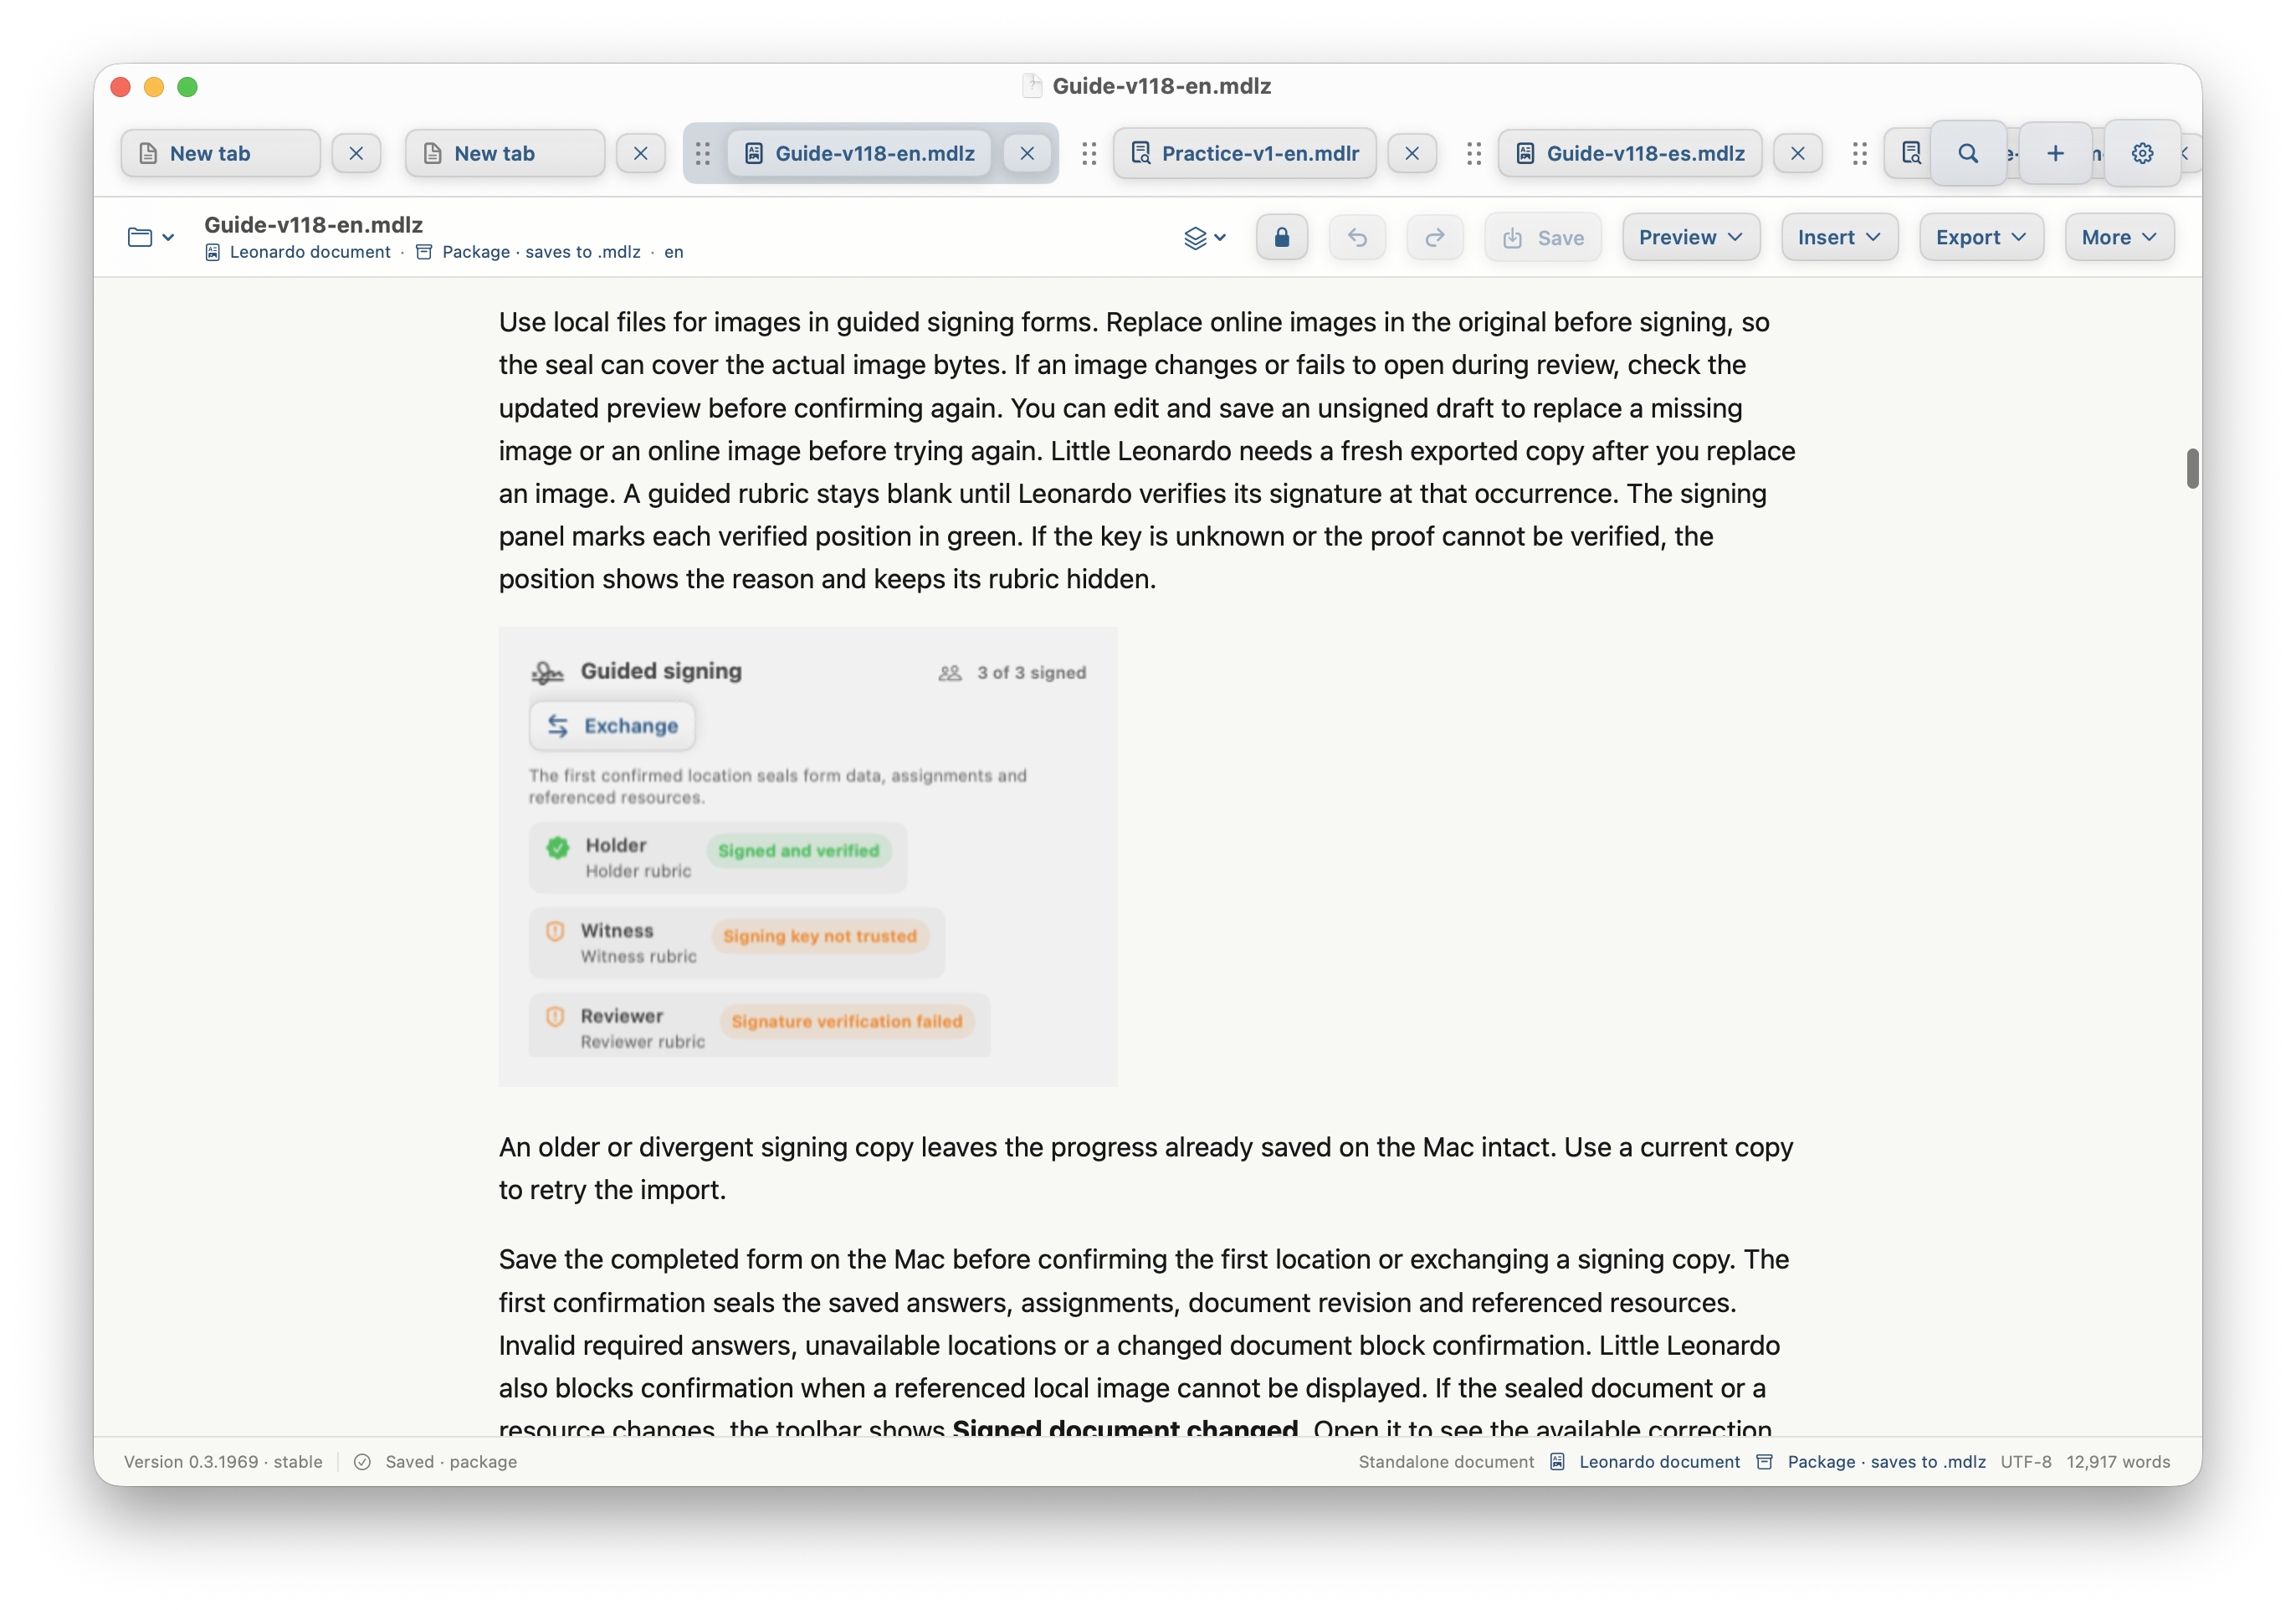 Guide-v118-en.mdlz
New tab
New tab
Guide-v118-en.mdlz
Practice-v1-en.mdlr
Guide-v118-es.mdlz
Guide-v118-en.mdlz
Leonardo document · Package · saves to .mdlz · en
Save
Preview
Insert
Export
More
Use local files for images in guided signing forms. Replace online images in the original before signing, so
the seal can cover the actual image bytes. If an image changes or fails to open during review, check the
updated preview before confirming again. You can edit and save an unsigned draft to replace a missing
image or an online image before trying again. Little Leonardo needs a fresh exported copy after you replace
an image. A guided rubric stays blank until Leonardo verifies its signature at that occurrence. The signing
panel marks each verified position in green. If the key is unknown or the proof cannot be verified, the
position shows the reason and keeps its rubric hidden.
Guided signing
3 of 3 signed
Exchange
The first confirmed location seals form data, assignments and
referenced resources.
Holder
Signed and verified
Holder rubric
Witness
Signing key not trusted
Witness rubric
Reviewer
Signature verification failed
Reviewer rubric
An older or divergent signing copy leaves the progress already saved on the Mac intact. Use a current copy
to retry the import.
Save the completed form on the Mac before confirming the first location or exchanging a signing copy. The
first confirmation seals the saved answers, assignments, document revision and referenced resources.
Invalid required answers, unavailable locations or a changed document block confirmation. Little Leonardo
also blocks confirmation when a referenced local image cannot be displayed. If the sealed document or a
resource changes, the toolbar shows Signed document changed. Open it to see the available correction
Version 0.3.1969 · stable
Saved · package
Standalone document
Leonardo document
Package · saves to .mdlz
UTF-8
12,917 words